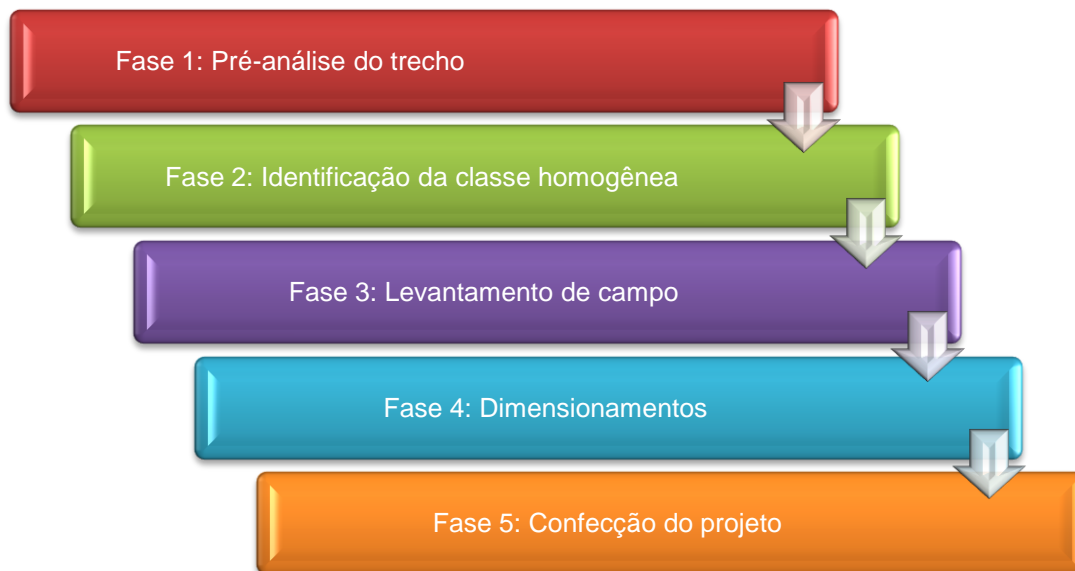 Fase 1: Pré-análise do trecho
Fase 2: Identificação da classe homogênea
Fase 3: Levantamento de campo
Fase 4: Dimensionamentos
Fase 5: Confecção do projeto